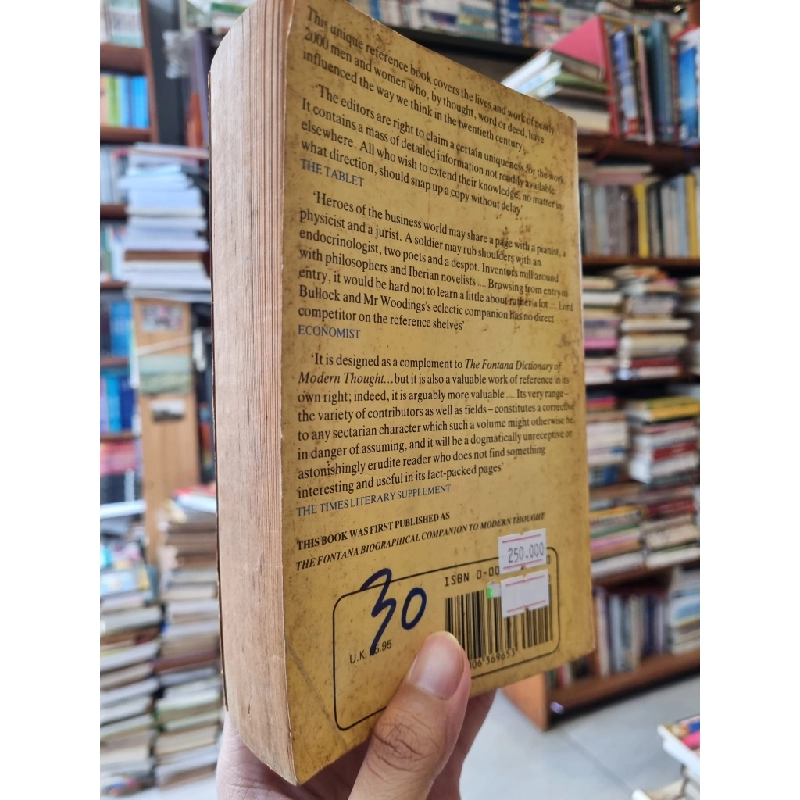 This unique reference book covers the lives and work of nearly
2000 men and women who, by thought, word or deed, have
influenced the way we think in the twentieth century.
'The editors are right to claim a certain uniqueness for the work.
It contains a mass of detailed information not readily available
elsewhere. All who wish to extend their knowledge, no matter in
what direction, should snap up a copy without delay'
THE TABLET
'Heroes of the business world may share a page with a pianist, a
physicist and a jurist. A soldier may rub shoulders with an
endocrinologist, two poets and a despot. Inventors mill around
with philosophers and Iberian novelists .... Browsing from entry to
entry, it would be hard not to learn a little about rather a lot .... Lord
Bullock and Mr Woodings's eclectic companion has no direct
competitor on the reference shelves'
ECONOMIST
'It is designed as a complement to The Fontana Dictionary of
Modern Thought...but it is also a valuable work of reference in its
own right; indeed, it is arguably more valuable .... Its very range –
the variety of contributors as well as fields – constitutes a corrective
to any sectarian character which such a volume might otherwise be
in danger of assuming, and it will be a dogmatically unreceptive or
astonishingly erudite reader who does not find something
interesting and useful in its fact-packed pages'
THE TIMES LITERARY SUPPLEMENT
THIS BOOK WAS FIRST PUBLISHED AS
THE FONTANA BIOGRAPHICAL COMPANION TO MODERN THOUGHT
250.000
ISBN 0-00
30
U.K. .95